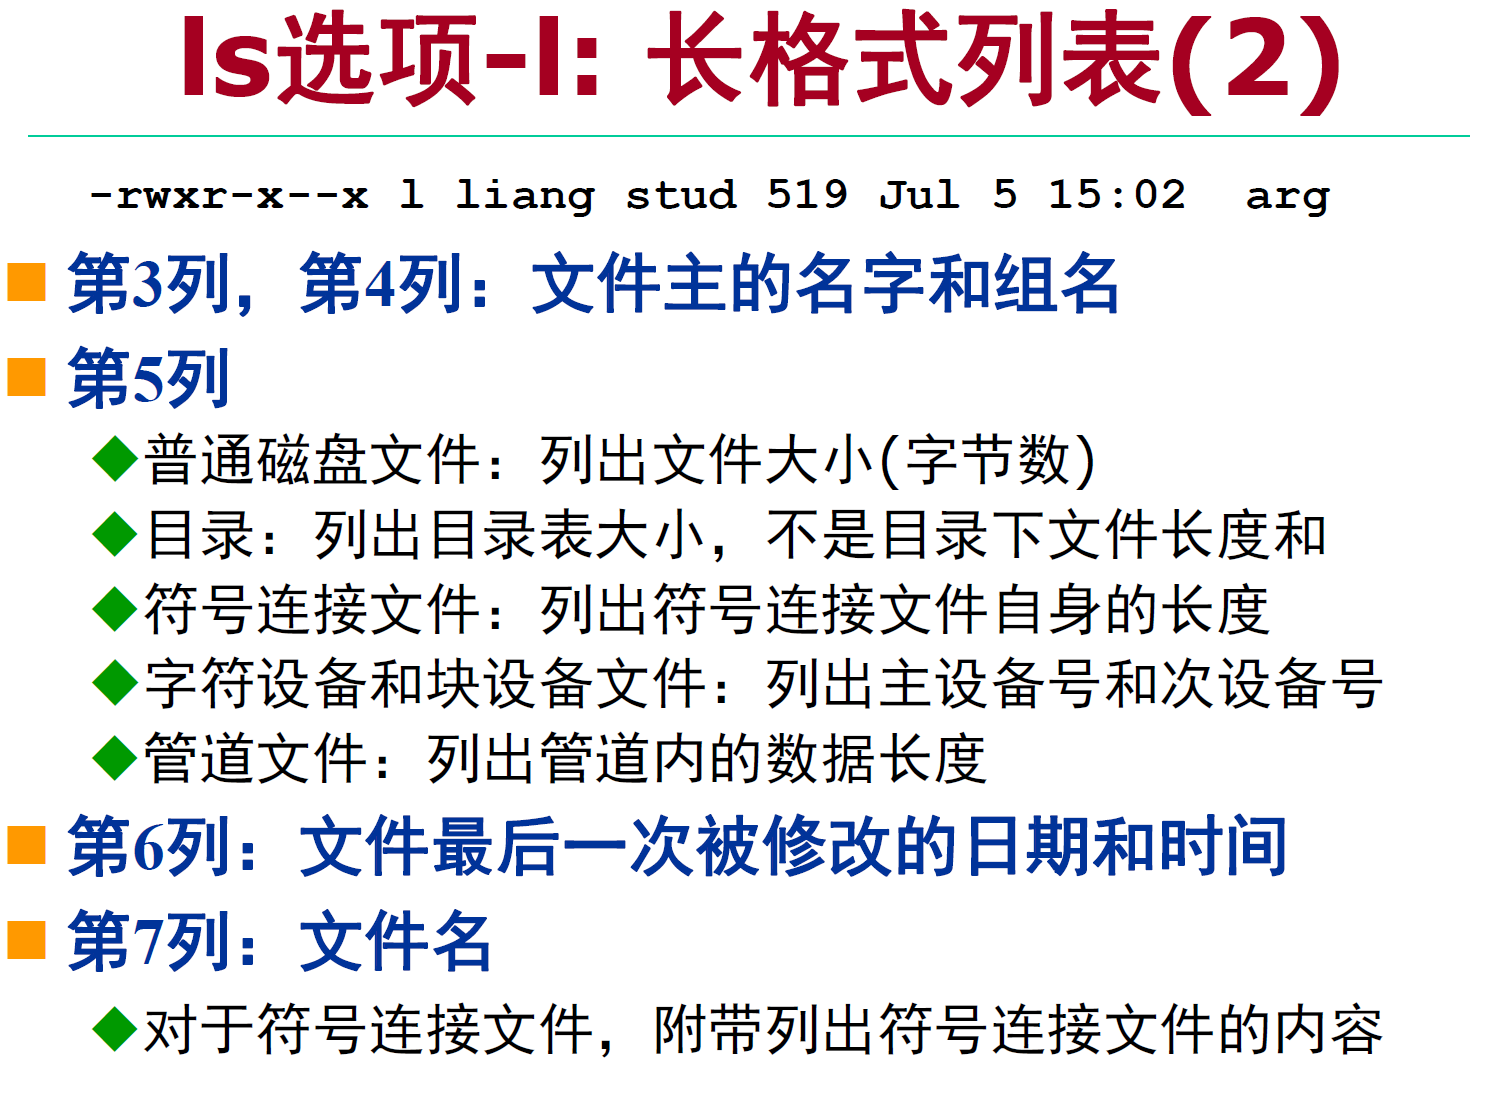 ls选项-l: 长格式列表(2)
-rwxr-x--x l liang stud 519 Jul 5 15:02 arg
第3列，第4列：文件主的名字和组名
第5列
普通磁盘文件：列出文件大小(字节数)
目录：列出目录表大小，不是目录下文件长度和
符号连接文件：列出符号连接文件自身的长度
字符设备和块设备文件：列出主设备号和次设备号
管道文件：列出管道内的数据长度
第6列：文件最后一次被修改的日期和时间
第7列：文件名
对于符号连接文件，附带列出符号连接文件的内容